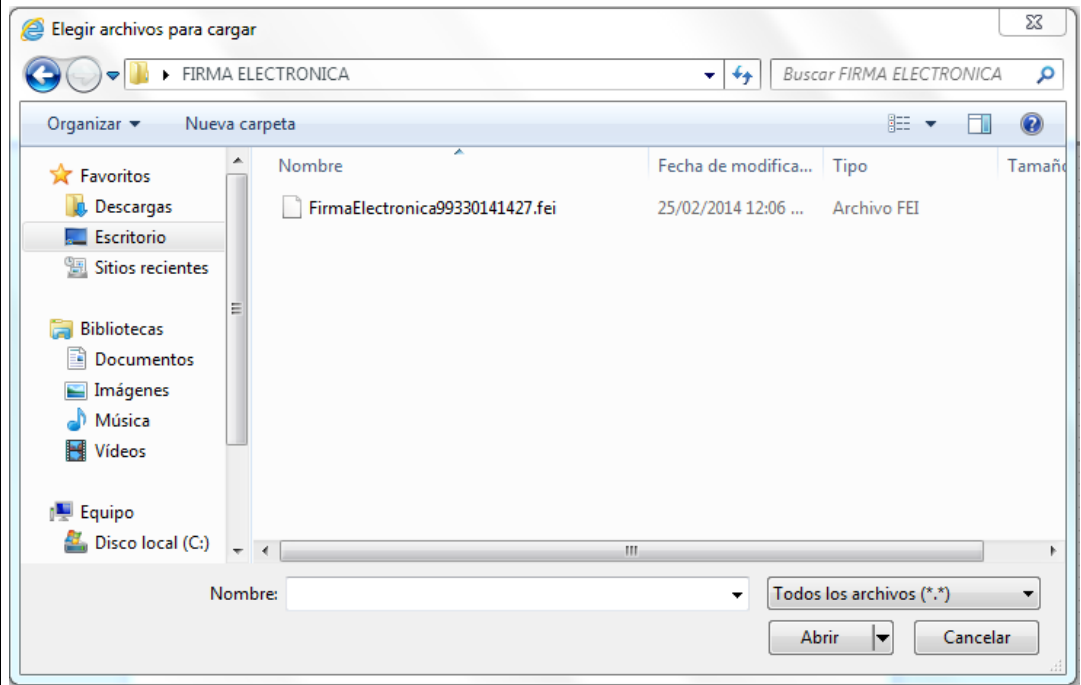 Elegir archivos para cargar
FIRMA ELECTRONICA
Buscar FIRMA ELECTRONICA
Organizar
Nueva carpeta
Favoritos
Descargas
Escritorio
Sitios recientes
Bibliotecas
Documentos
Imágenes
Música
Vídeos
Equipo
Disco local (C:)
Nombre Fecha de modifica... Tipo Tamaño
FirmaElectronica99330141427.fei 25/02/2014 12:06 ... Archivo FEI
Nombre:
Todos los archivos (*.*)
Abrir
Cancelar